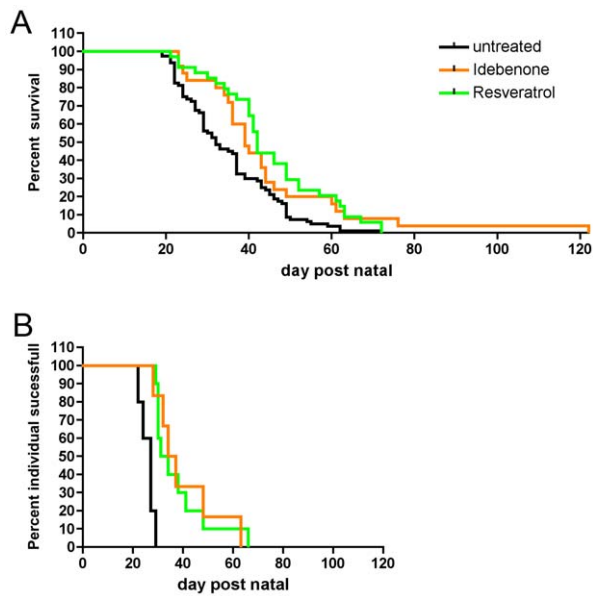 A
Percent survival
110
100
90
80
70
60
50
40
30
20
10
0
0 20 40 60 80 100 120
day post natal
untreated
Idebenone
Resveratrol
B
Percent individual sucessfull
110
100
90
80
70
60
50
40
30
20
10
0
0 20 40 60 80 100 120
day post natal